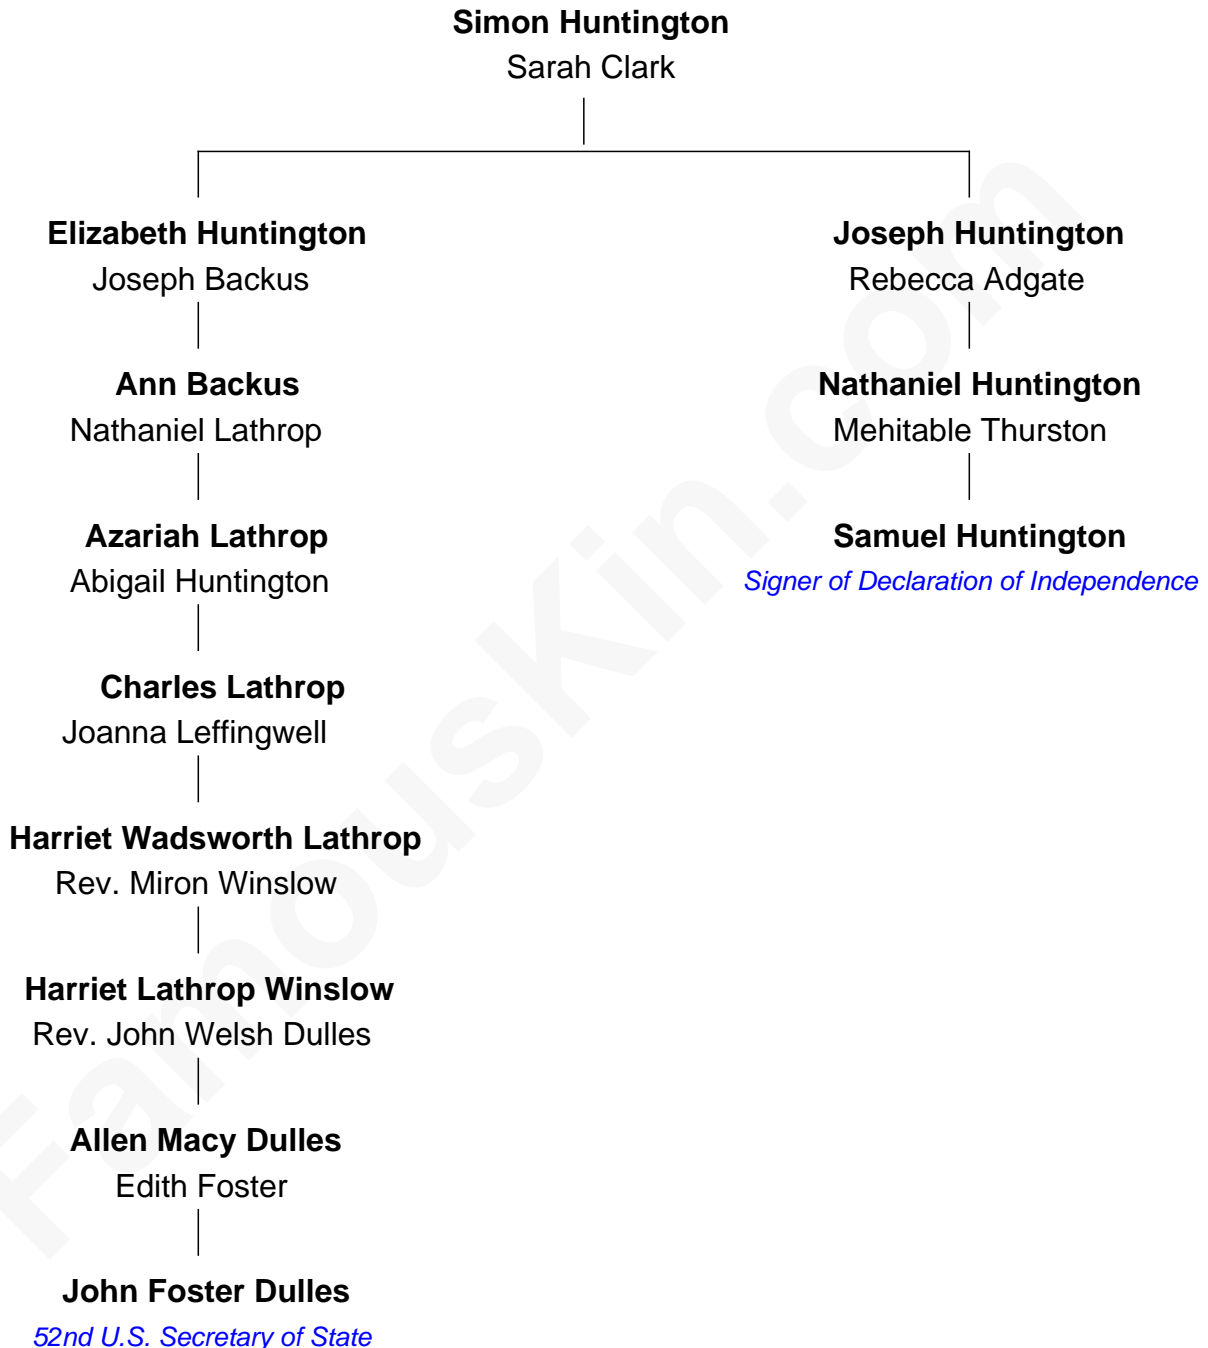 Simon Huntington
Sarah Clark
Elizabeth Huntington
Joseph Backus
Ann Backus
Nathaniel Lathrop
Azariah Lathrop
Abigail Huntington
Charles Lathrop
Joanna Leffingwell
Harriet Wadsworth Lathrop
Rev. Miron Winslow
Harriet Lathrop Winslow
Rev. John Welsh Dulles
Allen Macy Dulles
Edith Foster
John Foster Dulles
52nd U.S. Secretary of State
Joseph Huntington
Rebecca Adgate
Nathaniel Huntington
Mehitable Thurston
Samuel Huntington
Signer of Declaration of Independence
FamousKin.com